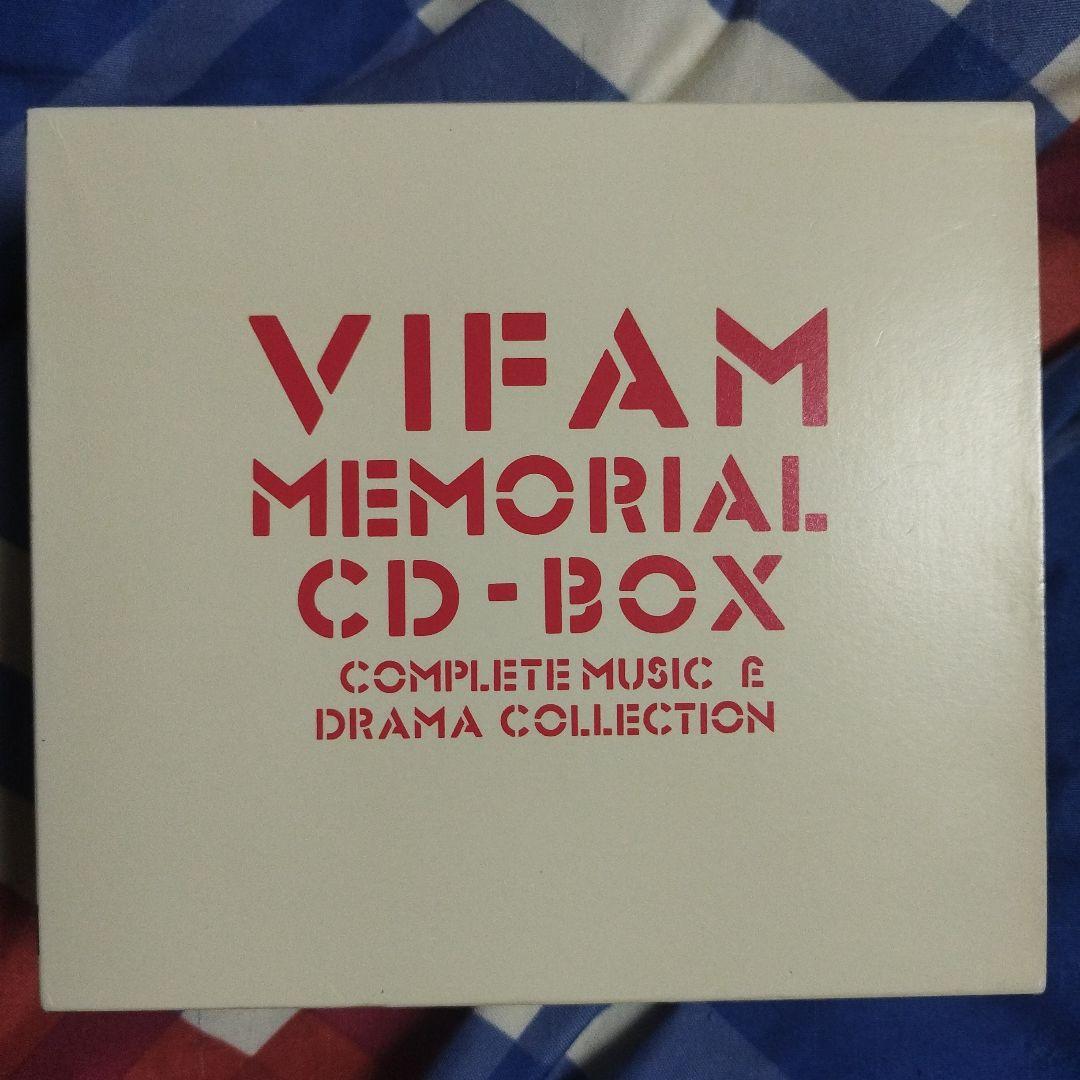 VIFAM
MEMORIAL
CD-BOX
COMPLETE MUSIC &
DRAMA COLLECTION